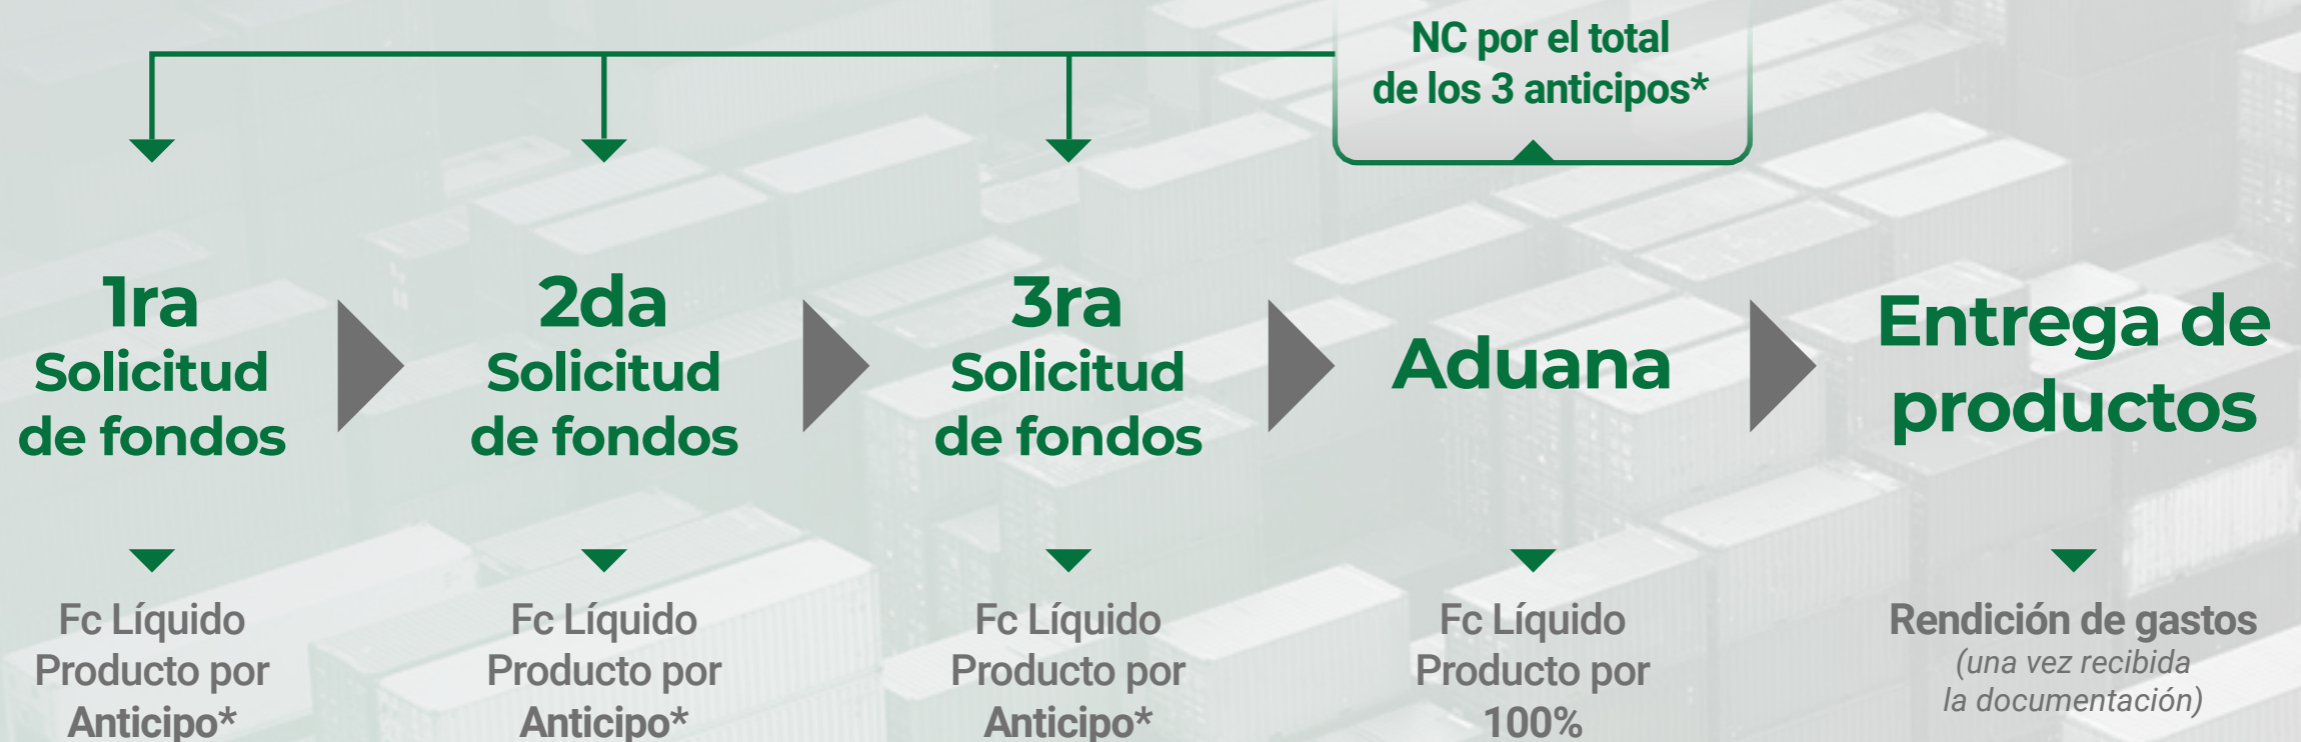 NC por el total
de los 3 anticipos*
1ra
Solicitud
de fondos
2da
Solicitud
de fondos
3ra
Solicitud
de fondos
Aduana
Entrega de
productos
Fc Líquido
Producto por
Anticipo*
Fc Líquido
Producto por
Anticipo*
Fc Líquido
Producto por
Anticipo*
Fc Líquido
Producto por
100%
Rendición de gastos
(una vez recibida
la documentación)